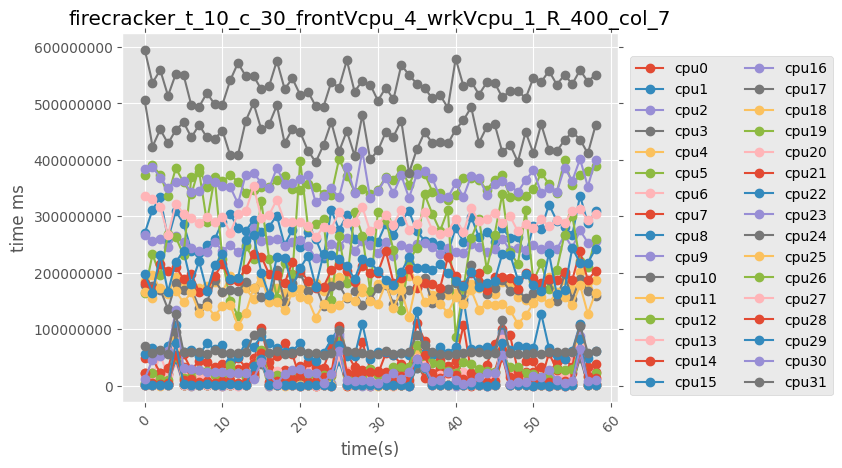 firecracker_t_10_c_30_frontVcpu_4_wrkVcpu_1_R_400_col_7
time ms
600000000
500000000
400000000
300000000
200000000
100000000
0
0
10
20
30
40
50
60
time(s)
cpu0
cpu1
cpu2
cpu3
cpu4
cpu5
cpu6
cpu7
cpu8
cpu9
cpu10
cpu11
cpu12
cpu13
cpu14
cpu15
cpu16
cpu17
cpu18
cpu19
cpu20
cpu21
cpu22
cpu23
cpu24
cpu25
cpu26
cpu27
cpu28
cpu29
cpu30
cpu31